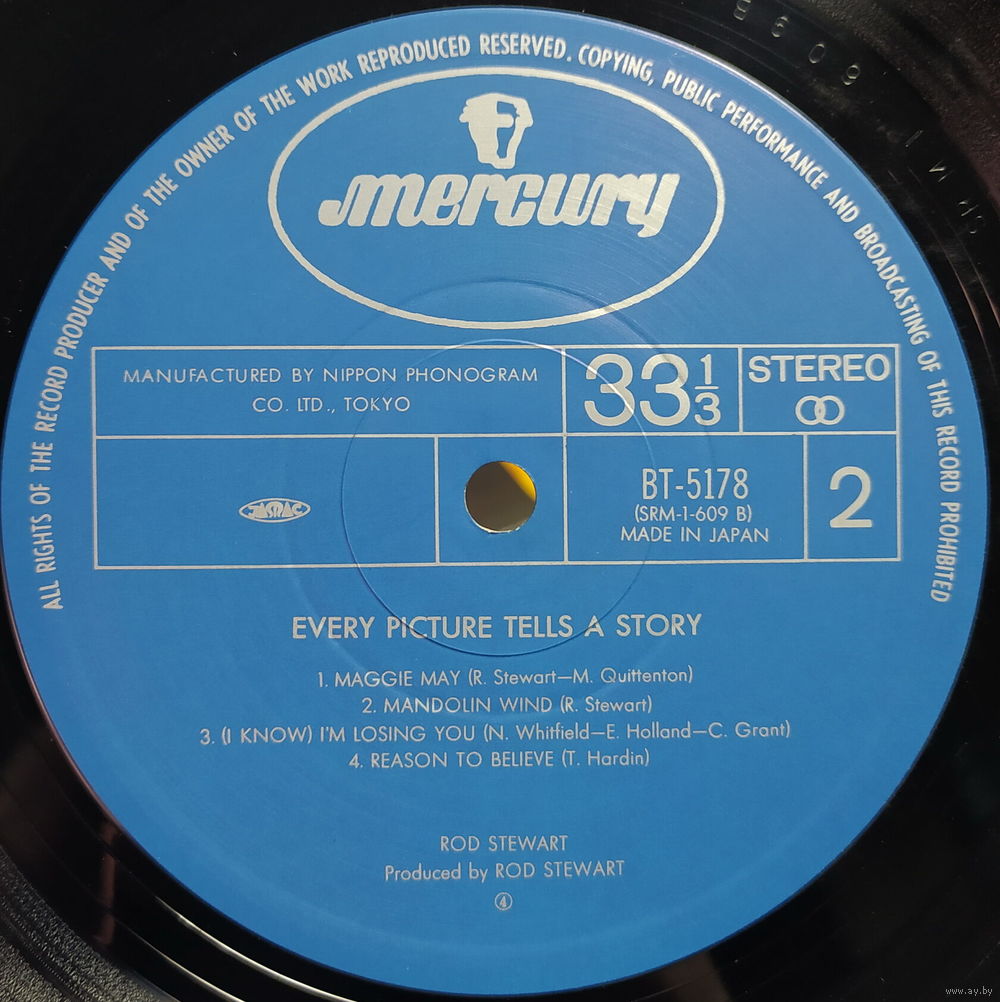 ALL RIGHTS OF THE RECORD PRODUCER AND OF THE OWNER OF THE WORK REPRODUCED RESERVED. COPYING, PUBLIC PERFORMANCE AND BROADCASTING OF THIS RECORD PROHIBITED
mercury
MANUFACTURED BY NIPPON PHONOGRAM
CO. LTD., TOKYO
33 1/3
STEREO
JASRAC
BT-5178
(SRM-1-609 B)
MADE IN JAPAN
2
EVERY PICTURE TELLS A STORY
1. MAGGIE MAY (R. Stewart—M. Quittenton)
2. MANDOLIN WIND (R. Stewart)
3. (I KNOW) I'M LOSING YOU (N. Whitfield—E. Holland—C. Grant)
4. REASON TO BELIEVE (T. Hardin)
ROD STEWART
Produced by ROD STEWART
④
www.ay.by